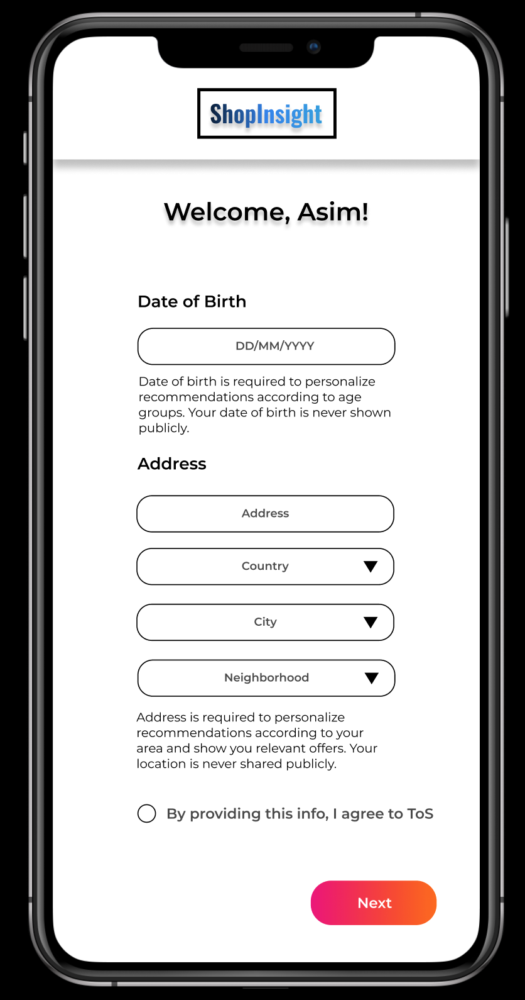 ShopInsight
Welcome, Asim!
Date of Birth
DD/MM/YYYY
Date of birth is required to personalize
recommendations according to age
groups. Your date of birth is never shown
publicly.
Address
Address
Country
City
Neighborhood
Address is required to personalize
recommendations according to your
area and show you relevant offers. Your
location is never shared publicly.
By providing this info, I agree to ToS
Next